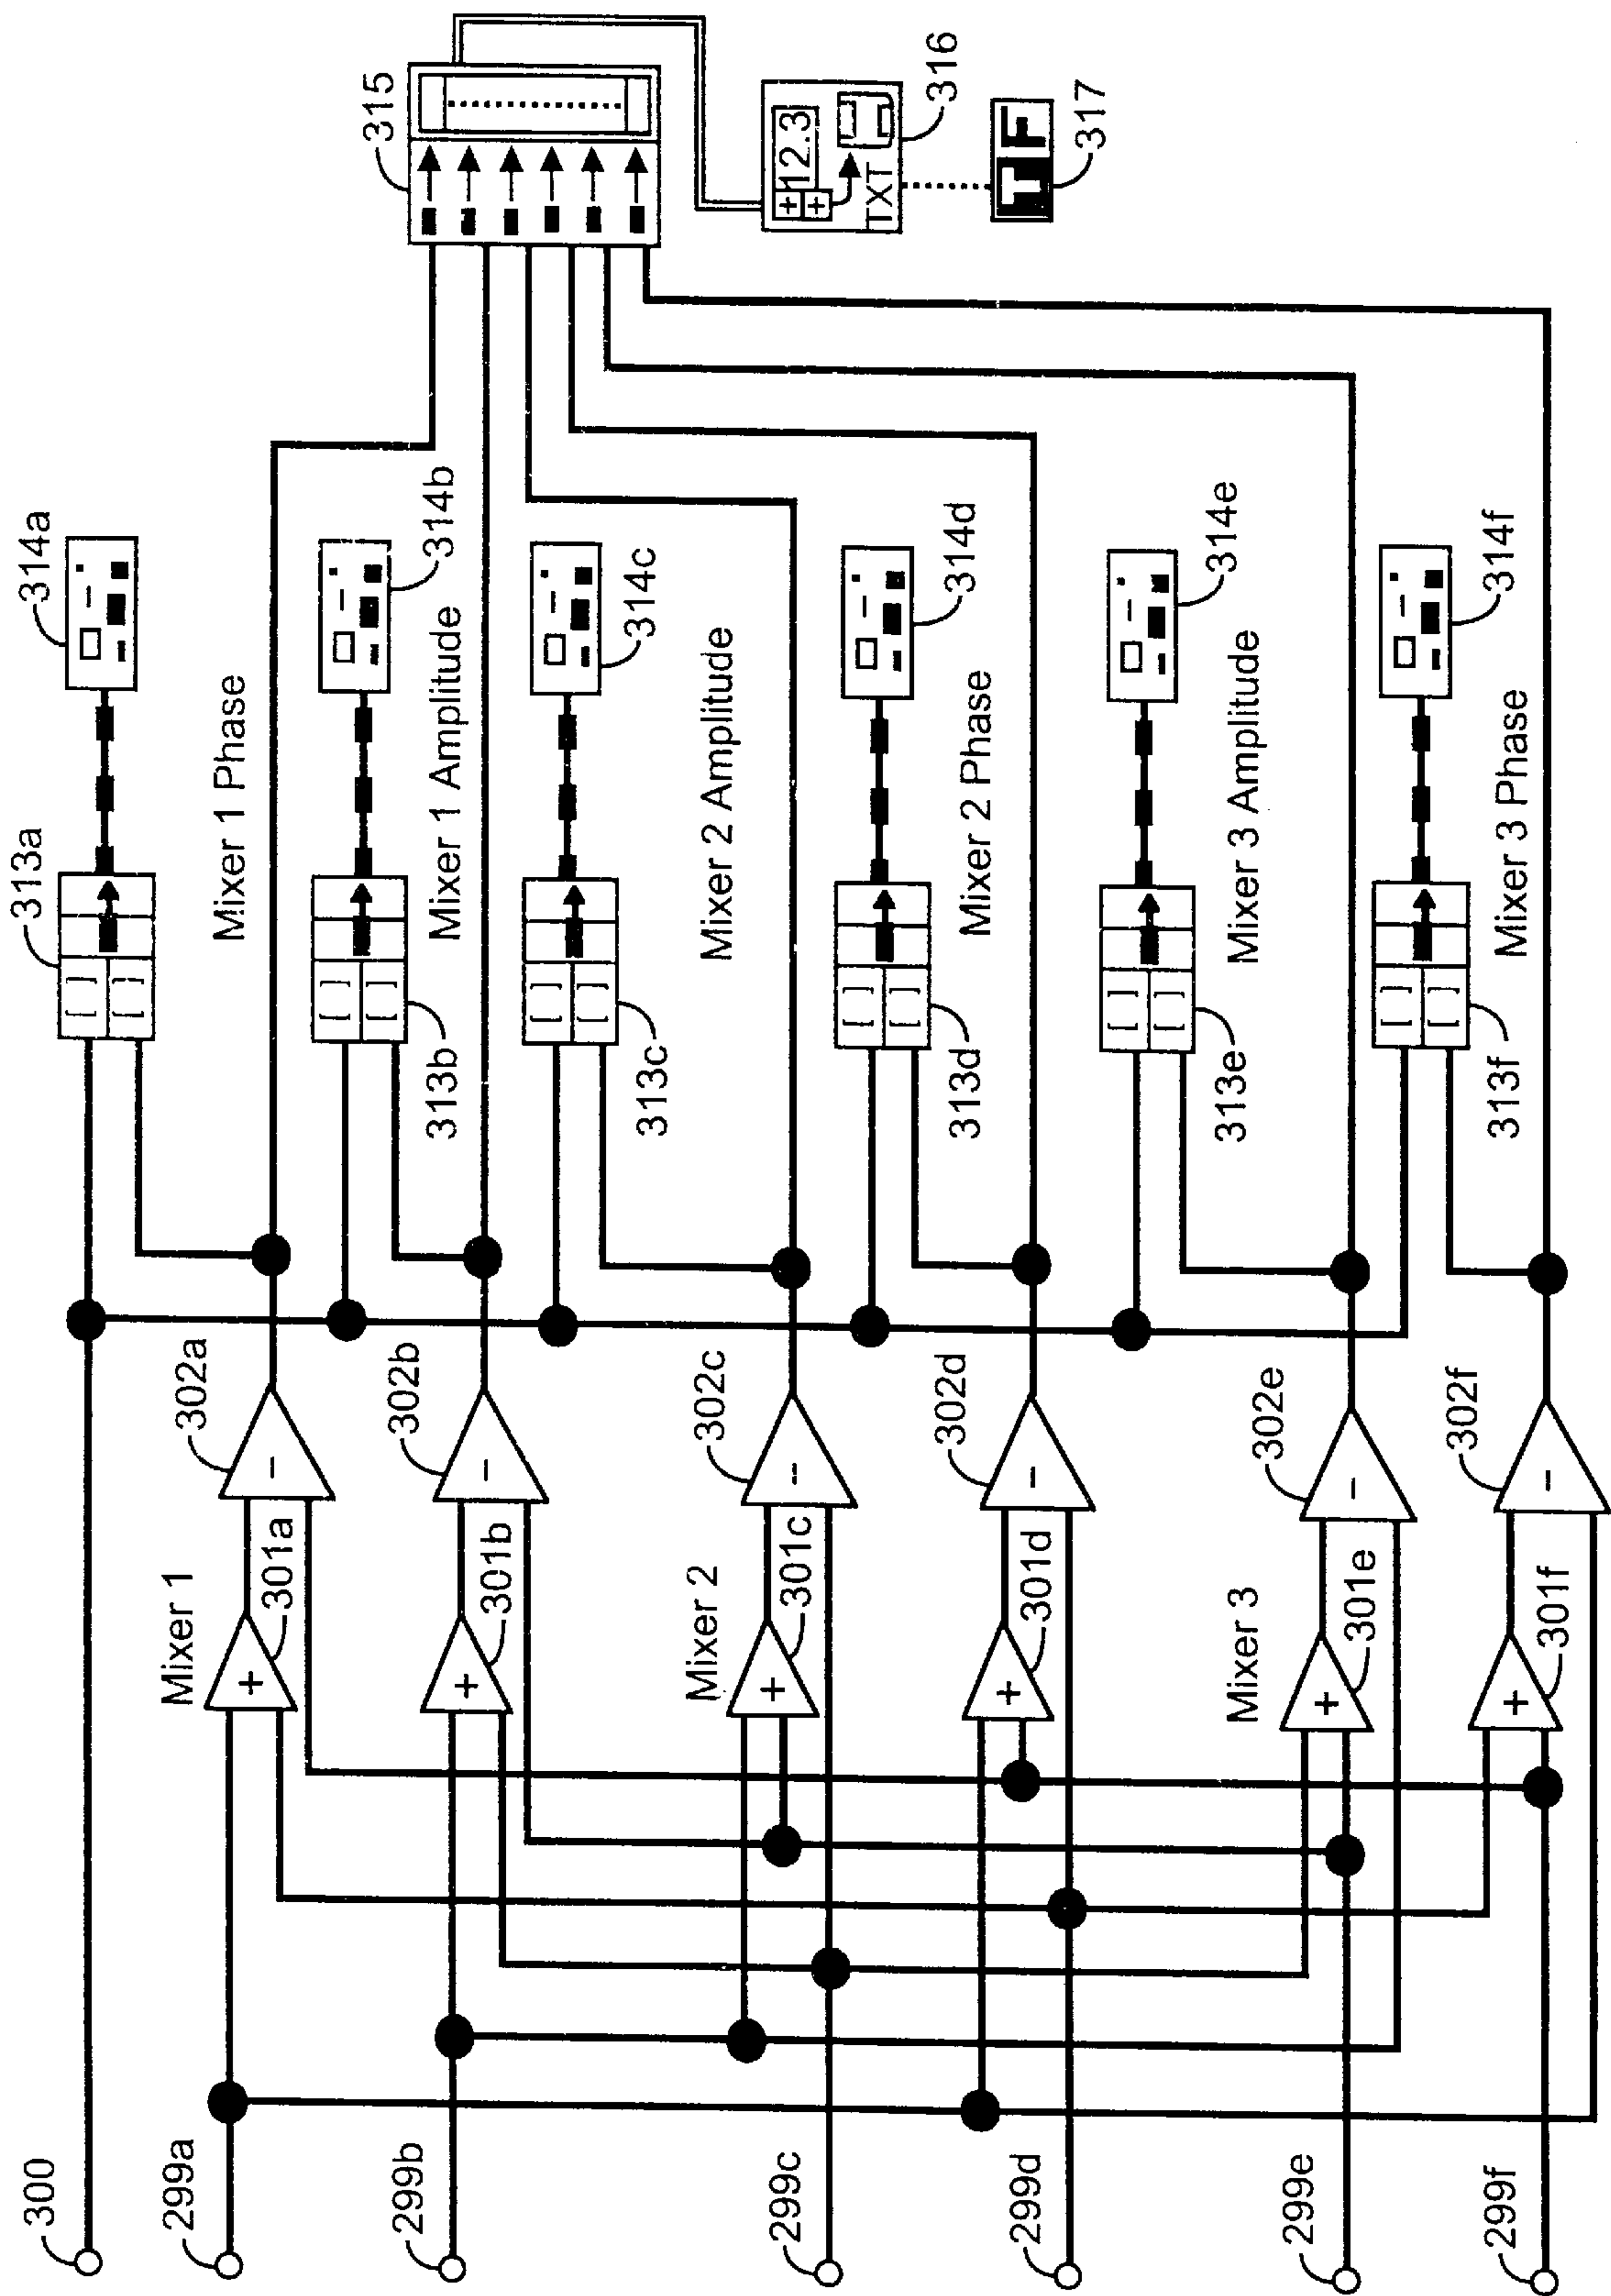 300
299a
299b
299c
299d
299e
299f
Mixer 1
+
301a
-
302a
+
301b
-
302b
Mixer 2
+
301c
-
302c
+
301d
-
302d
Mixer 3
+
301e
-
302e
+
301f
-
302f
313a
[ ]
[ ]
314a
Mixer 1 Phase
313b
[ ]
[ ]
314b
Mixer 1 Amplitude
313c
[ ]
[ ]
314c
Mixer 2 Amplitude
313d
[ ]
[ ]
314d
Mixer 2 Phase
313e
[ ]
[ ]
314e
Mixer 3 Amplitude
313f
[ ]
[ ]
314f
Mixer 3 Phase
315
+
+
12.3
TXT
316
T F
317